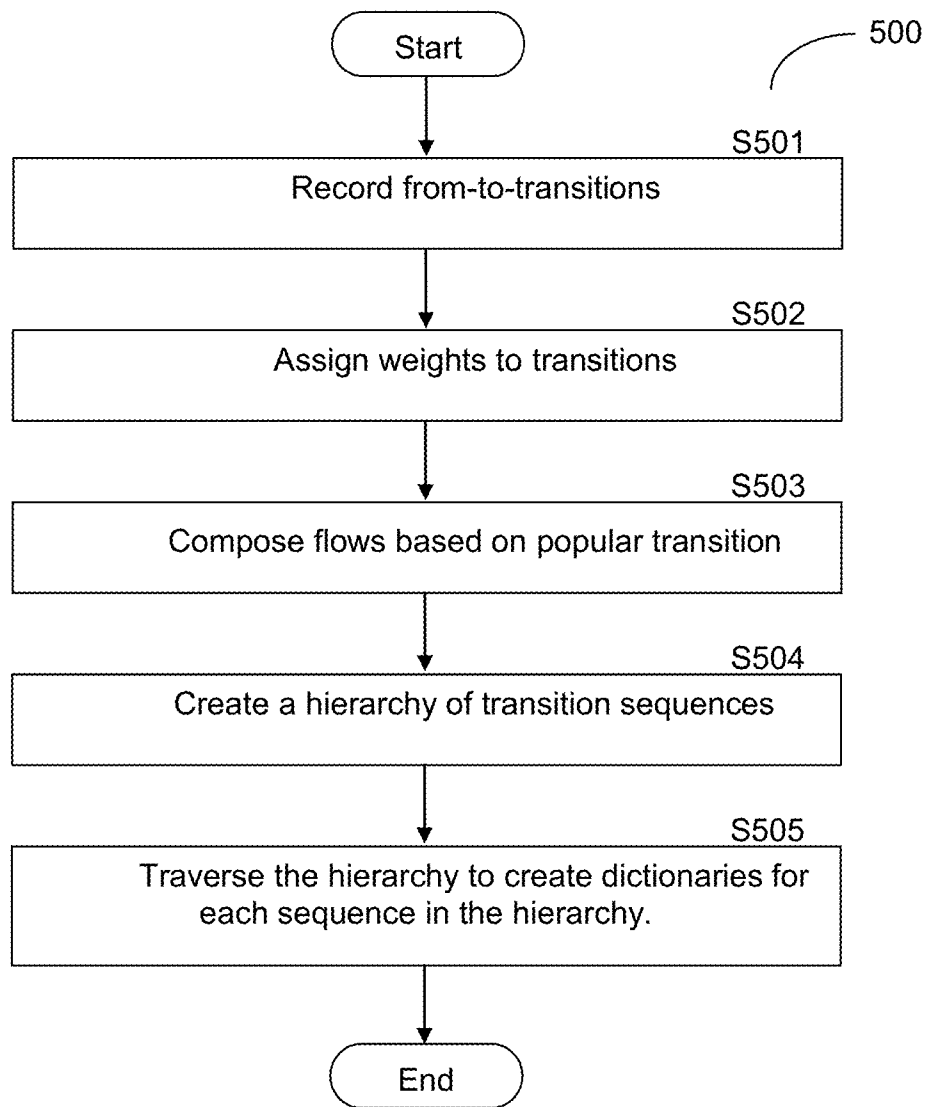 Start
500
S501
Record from-to-transitions
S502
Assign weights to transitions
S503
Compose flows based on popular transition
S504
Create a hierarchy of transition sequences
S505
Traverse the hierarchy to create dictionaries for
each sequence in the hierarchy.
End